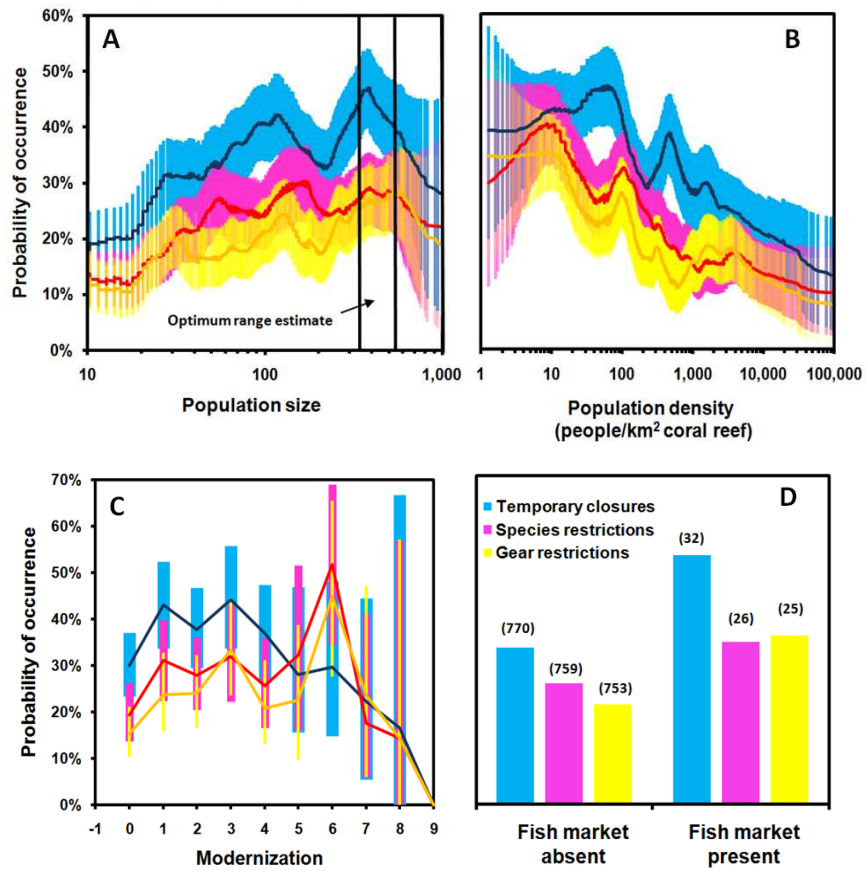 A
B
Probability of occurrence
60%
50%
40%
30%
20%
10%
0%
Optimum range estimate
10
100
1,000
Population size
1
10
100
1,000
10,000
100,000
Population density
(people/km² coral reef)
C
Probability of occurrence
70%
60%
50%
40%
30%
20%
10%
0%
-1 0 1 2 3 4 5 6 7 8 9
Modernization
D
Temporary closures
Species restrictions
Gear restrictions
(770)
(759)
(753)
(32)
(26)
(25)
Fish market
absent
Fish market
present